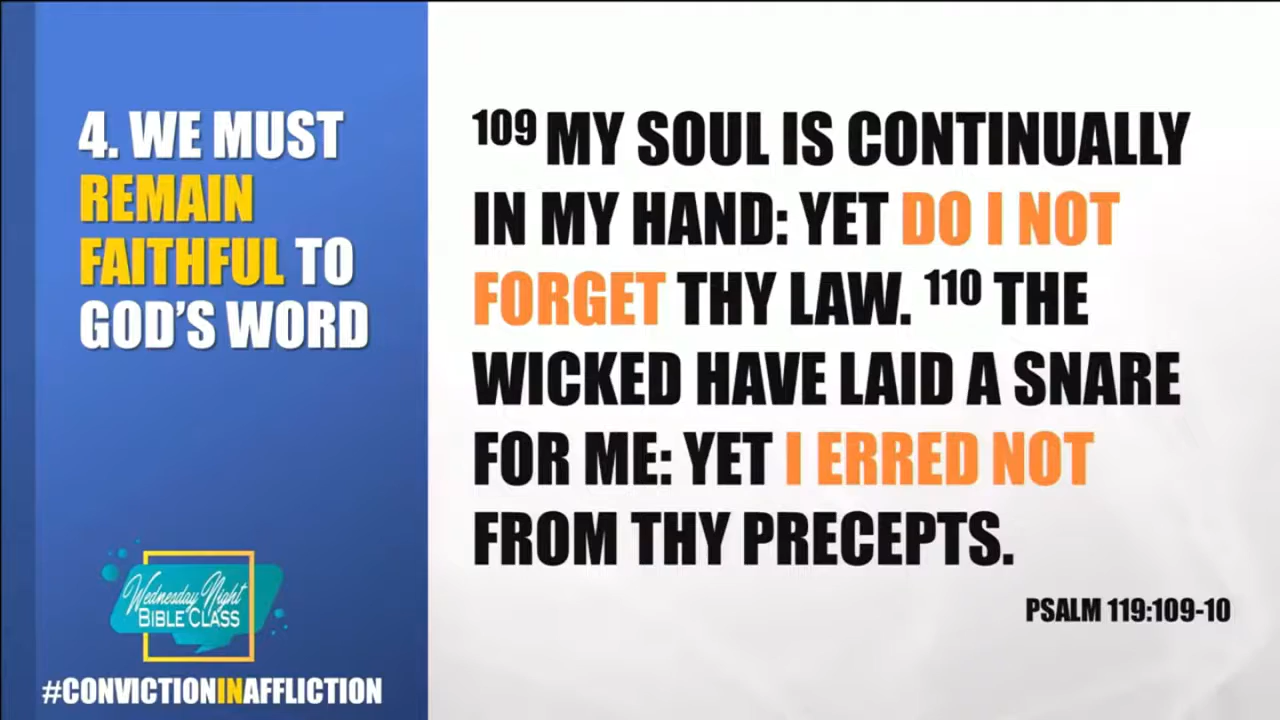 4. WE MUST
REMAIN
FAITHFUL TO
GOD'S WORD
109 MY SOUL IS CONTINUALLY
IN MY HAND: YET DO I NOT
FORGET THY LAW. 110 THE
WICKED HAVE LAID A SNARE
FOR ME: YET I ERRED NOT
FROM THY PRECEPTS.
PSALM 119:109-10
Wednesday Night
BIBLE CLASS
#CONVICTIONINAFFLICTION